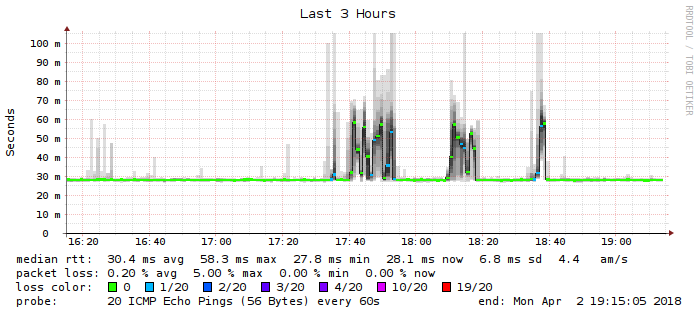 Last 3 Hours
RRDTOOL / TOBI OETIKER
Seconds
100 m
90 m
80 m
70 m
60 m
50 m
40 m
30 m
20 m
10 m
0
16:20 16:40 17:00 17:20 17:40 18:00 18:20 18:40 19:00
median rtt: 30.4 ms avg 58.3 ms max 27.8 ms min 28.1 ms now 6.8 ms sd 4.4 am/s
packet loss: 0.20 % avg 5.00 % max 0.00 % min 0.00 % now
loss color: 0 1/20 2/20 3/20 4/20 10/20 19/20
probe: 20 ICMP Echo Pings (56 Bytes) every 60s end: Mon Apr 2 19:15:05 2018